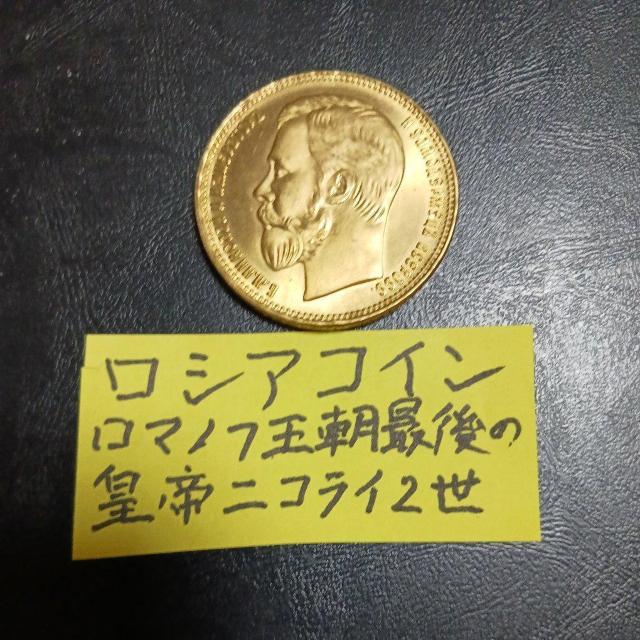 ロシアコイン
ロマノフ王朝最後の
皇帝ニコライ2世